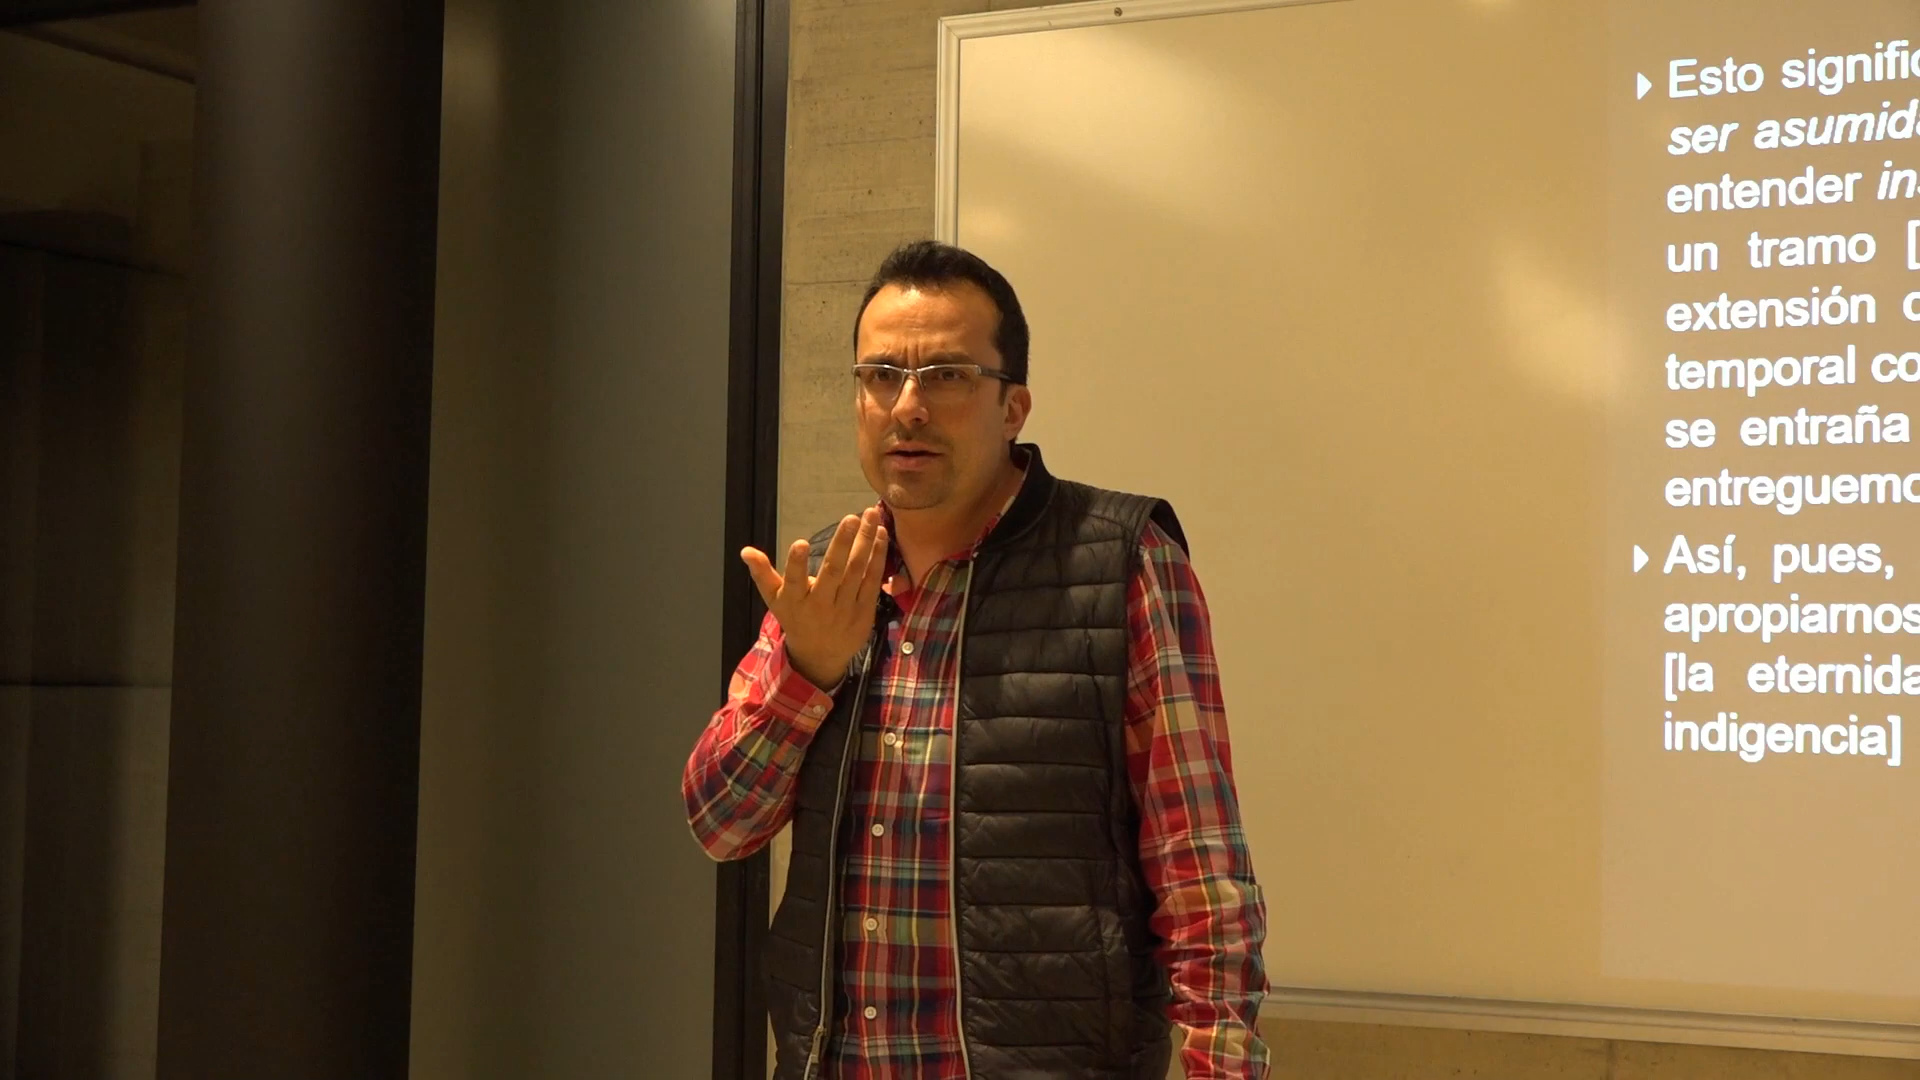 Esto signific
ser asumid
entender in
un tramo [
extensión
temporal co
se entraña
entreguemo
Así, pues,
apropiarnos
[la eternida
indigencia]